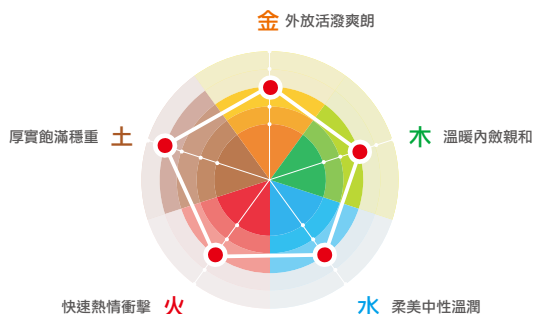 金 外放活潑爽朗
厚實飽滿穩重 土
木 溫暖內斂親和
快速熱情衝擊 火
水 柔美中性溫潤